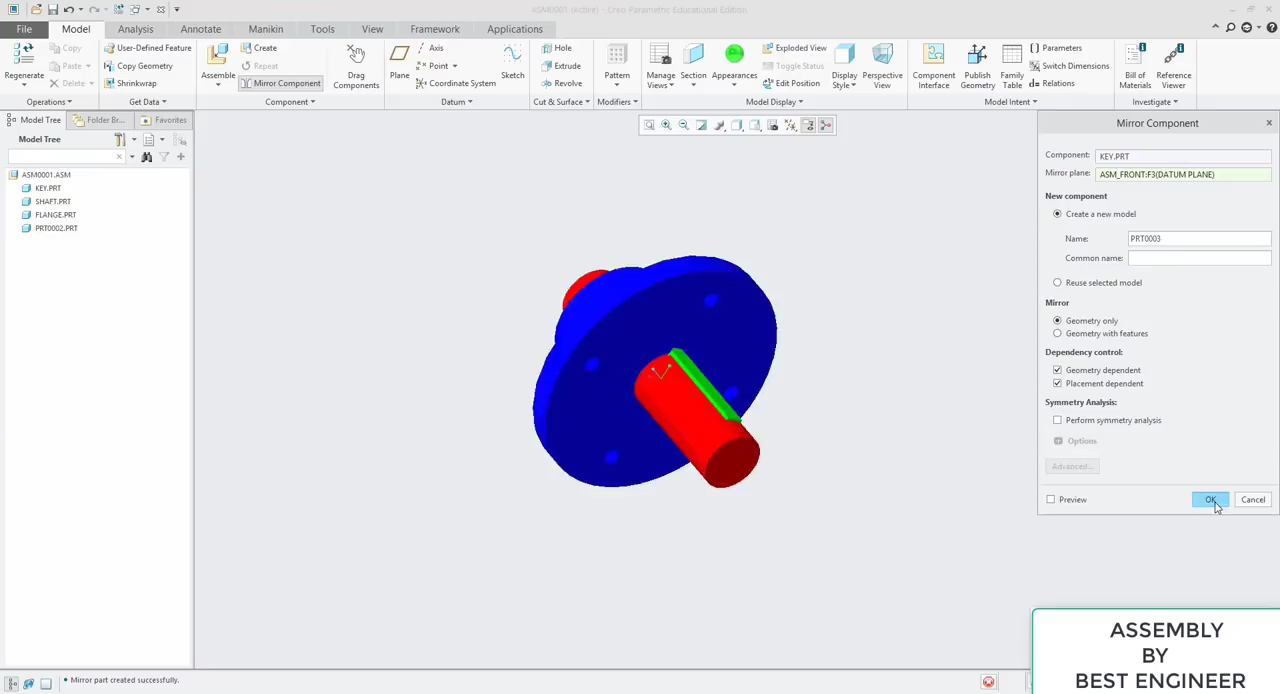 ASM0001 (Active) - Creo Parametric Educational Edition
File Model Analysis Annotate Manikin Tools View Framework Applications
Regenerate
Copy
Paste
Delete
Operations
User-Defined Feature
Copy Geometry
Shrinkwrap
Get Data
Assemble
Create
Repeat
Mirror Component
Drag Components
Component
Plane
Axis
Point
Coordinate System
Sketch
Datum
Hole
Extrude
Revolve
Cut & Surface
Pattern
Modifiers
Manage Views
Section
Appearances
Exploded View
Toggle Status
Edit Position
Display Style
Perspective View
Model Display
Component Interface
Publish Geometry
Family Table
Parameters
Switch Dimensions
d= Relations
Model Intent
Bill of Materials
Reference Viewer
Investigate
Model Tree Folder Br... Favorites
Model Tree
ASM0001.ASM
KEY.PRT
SHAFT.PRT
FLANGE.PRT
PRT0002.PRT
Mirror Component
Component: KEY.PRT
Mirror plane: ASM_FRONT:F3(DATUM PLANE)
New component
Create a new model
Name: PRT0003
Common name:
Reuse selected model
Mirror
Geometry only
Geometry with features
Dependency control:
Geometry dependent
Placement dependent
Symmetry Analysis:
Perform symmetry analysis
Options
Advanced...
Preview OK Cancel
• Mirror part created successfully.
ASSEMBLY
BY
BEST ENGINEER